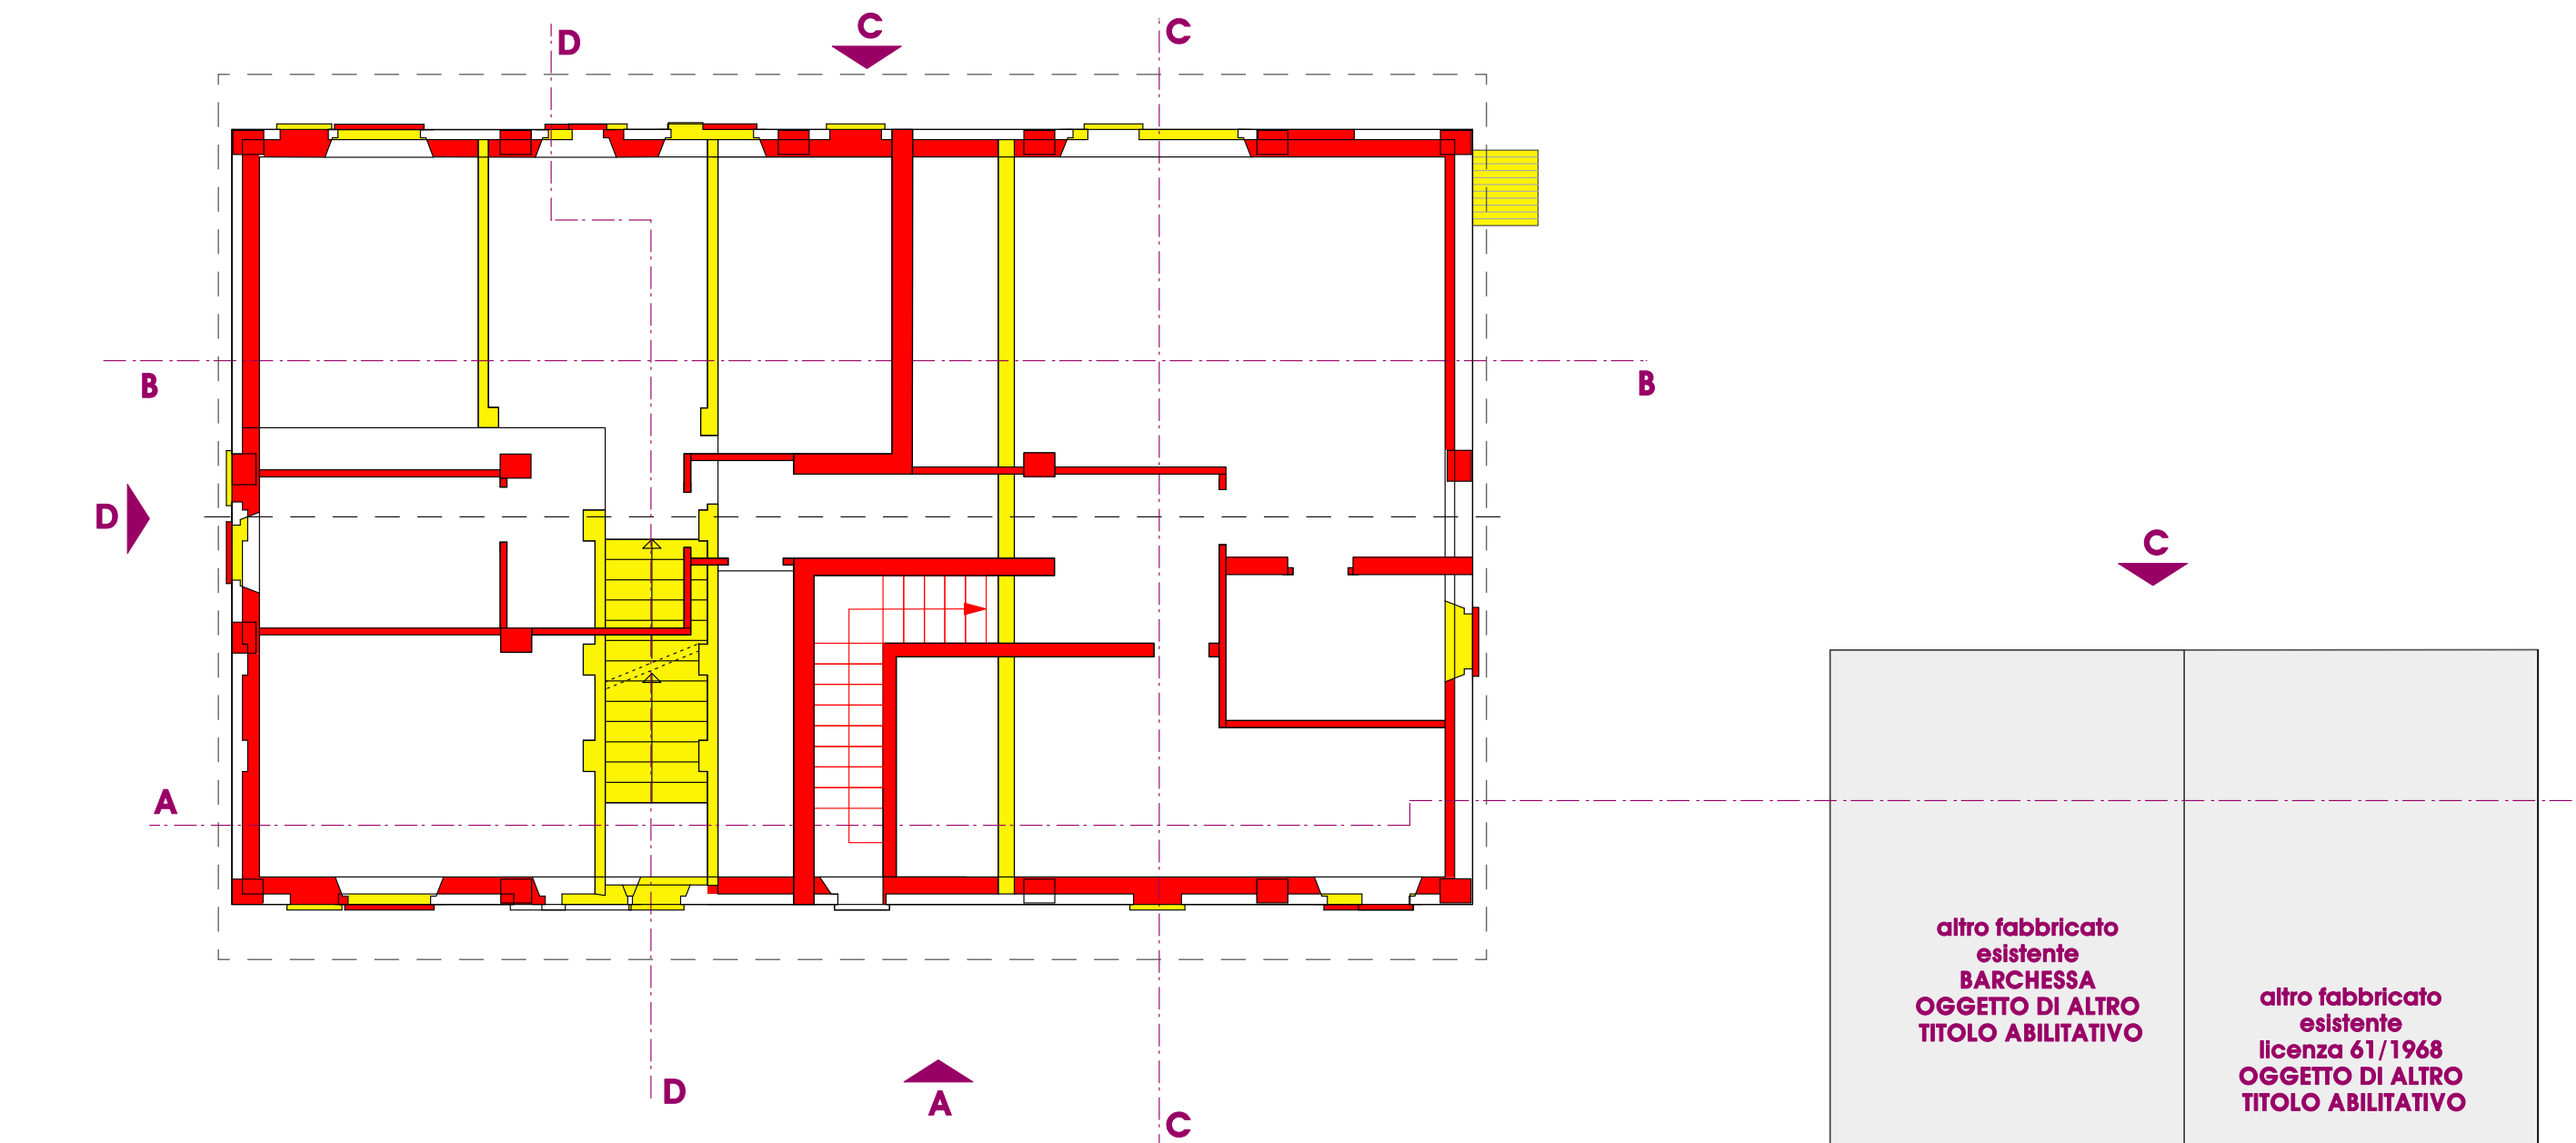 C
C
D
B
B
D
C
A
altro fabbricato
esistente
BARCHESSA
OGGETTO DI ALTRO
TITOLO ABILITATIVO
altro fabbricato
esistente
licenza 61/1968
OGGETTO DI ALTRO
TITOLO ABILITATIVO
D
A
C